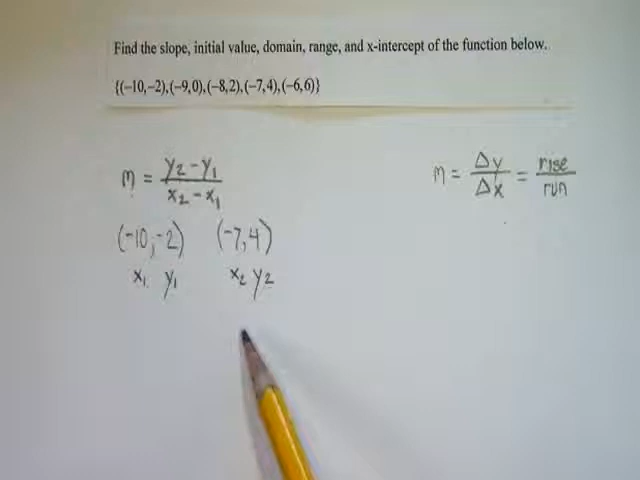 Find the slope, initial value, domain, range, and x-intercept of the function below.
{(−10,−2),(−9,0),(−8,2),(−7,4),(−6,6)}
m = y₂ − y₁ / x₂ − x₁
m = Δy / Δx = rise / run
(−10,−2) (−7,4)
x₁ y₁ x₂ y₂